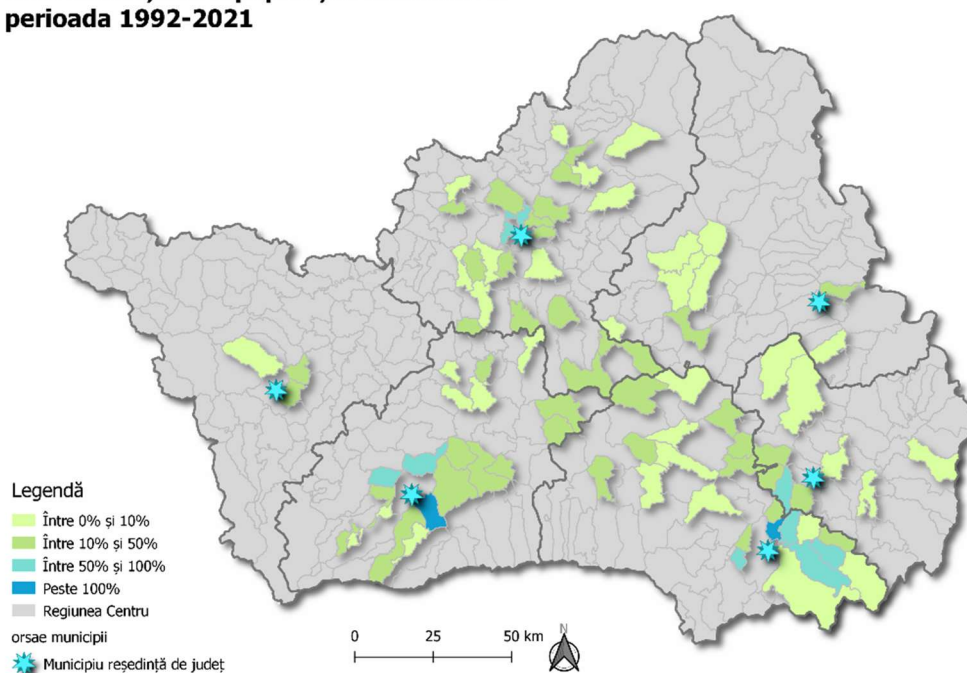 perioada 1992-2021
N
0 25 50 km
Legendă
Între 0% și 10%
Între 10% și 50%
Între 50% și 100%
Peste 100%
Regiunea Centru
orsae municipii
Municipiu reședință de județ